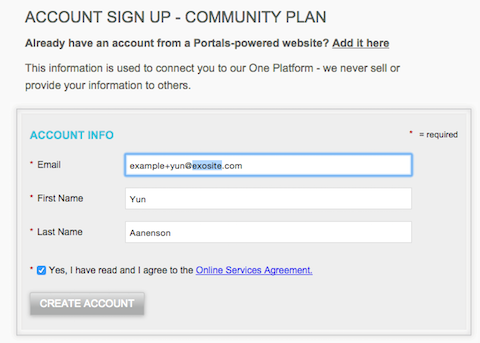 ACCOUNT SIGN UP - COMMUNITY PLAN
Already have an account from a Portals-powered website? Add it here
This information is used to connect you to our One Platform - we never sell or
provide your information to others.
ACCOUNT INFO * = required
* Email example+yun@exosite.com
* First Name Yun
* Last Name Aanenson
* Yes, I have read and I agree to the Online Services Agreement.
CREATE ACCOUNT